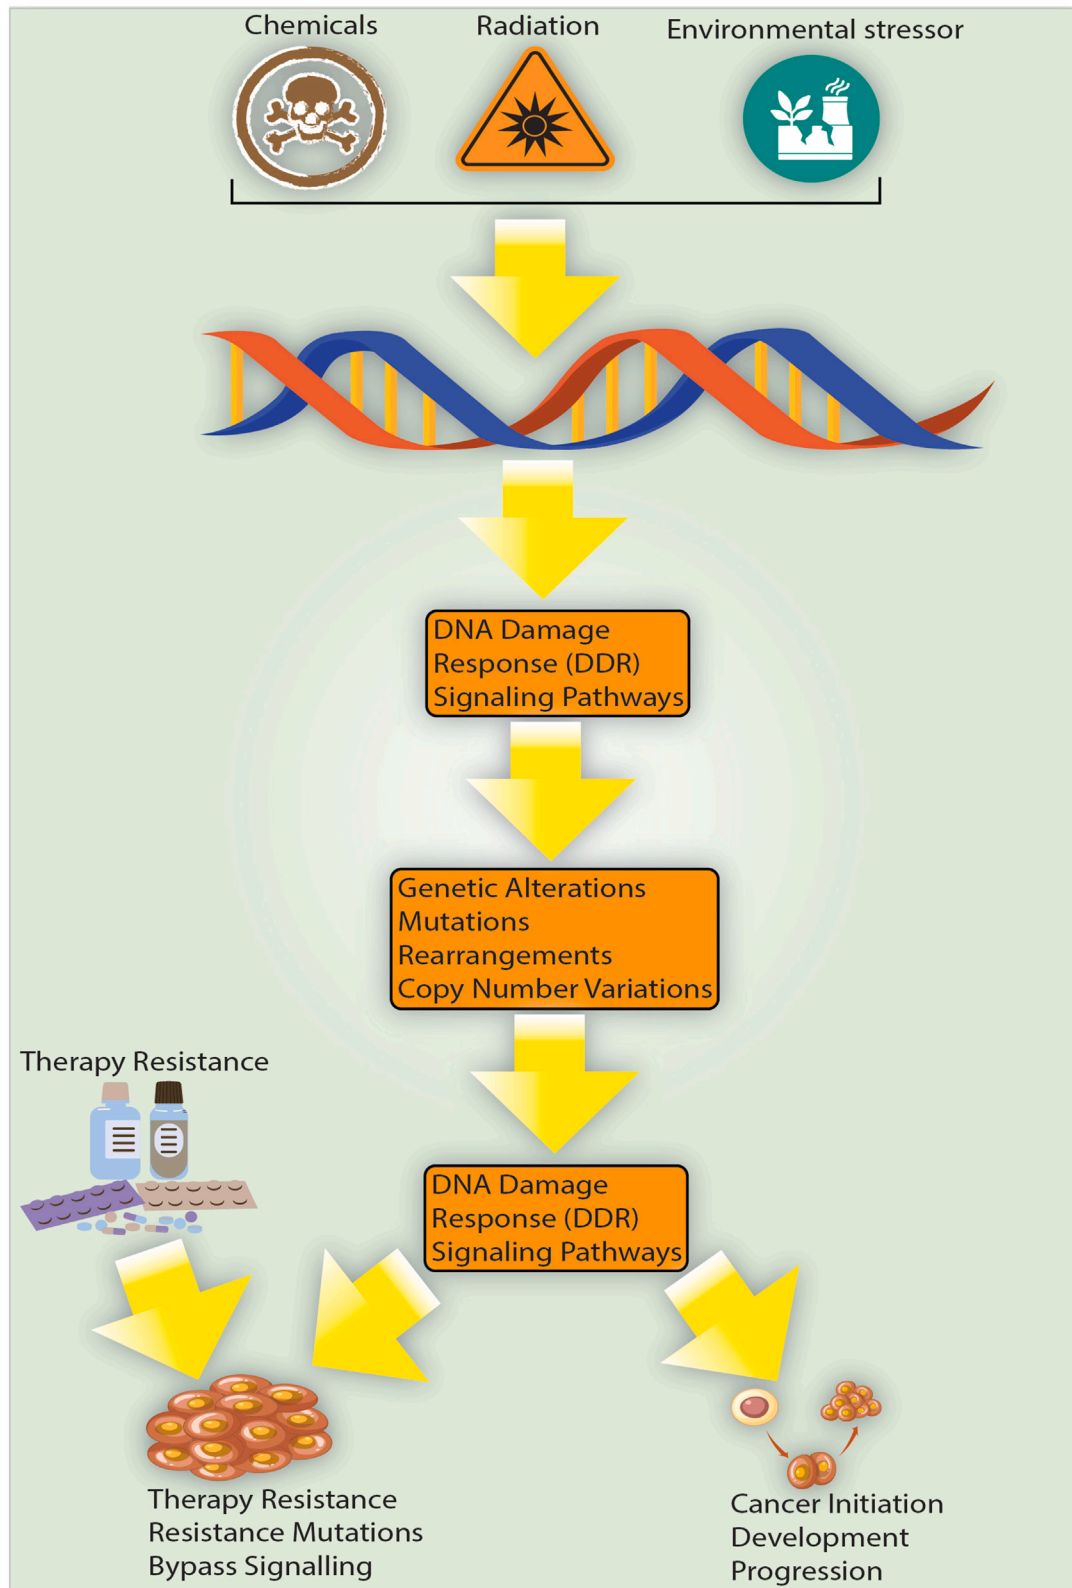 Chemicals
Radiation
Environmental stressor
DNA Damage
Response (DDR)
Signaling Pathways
Genetic Alterations
Mutations
Rearrangements
Copy Number Variations
Therapy Resistance
DNA Damage
Response (DDR)
Signaling Pathways
Therapy Resistance
Resistance Mutations
Bypass Signalling
Cancer Initiation
Development
Progression